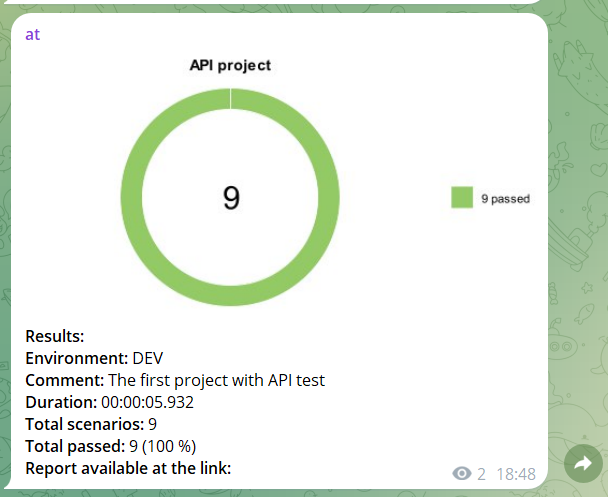 at
API project
9
9 passed
Results:
Environment: DEV
Comment: The first project with API test
Duration: 00:00:05.932
Total scenarios: 9
Total passed: 9 (100 %)
Report available at the link:
2 18:48